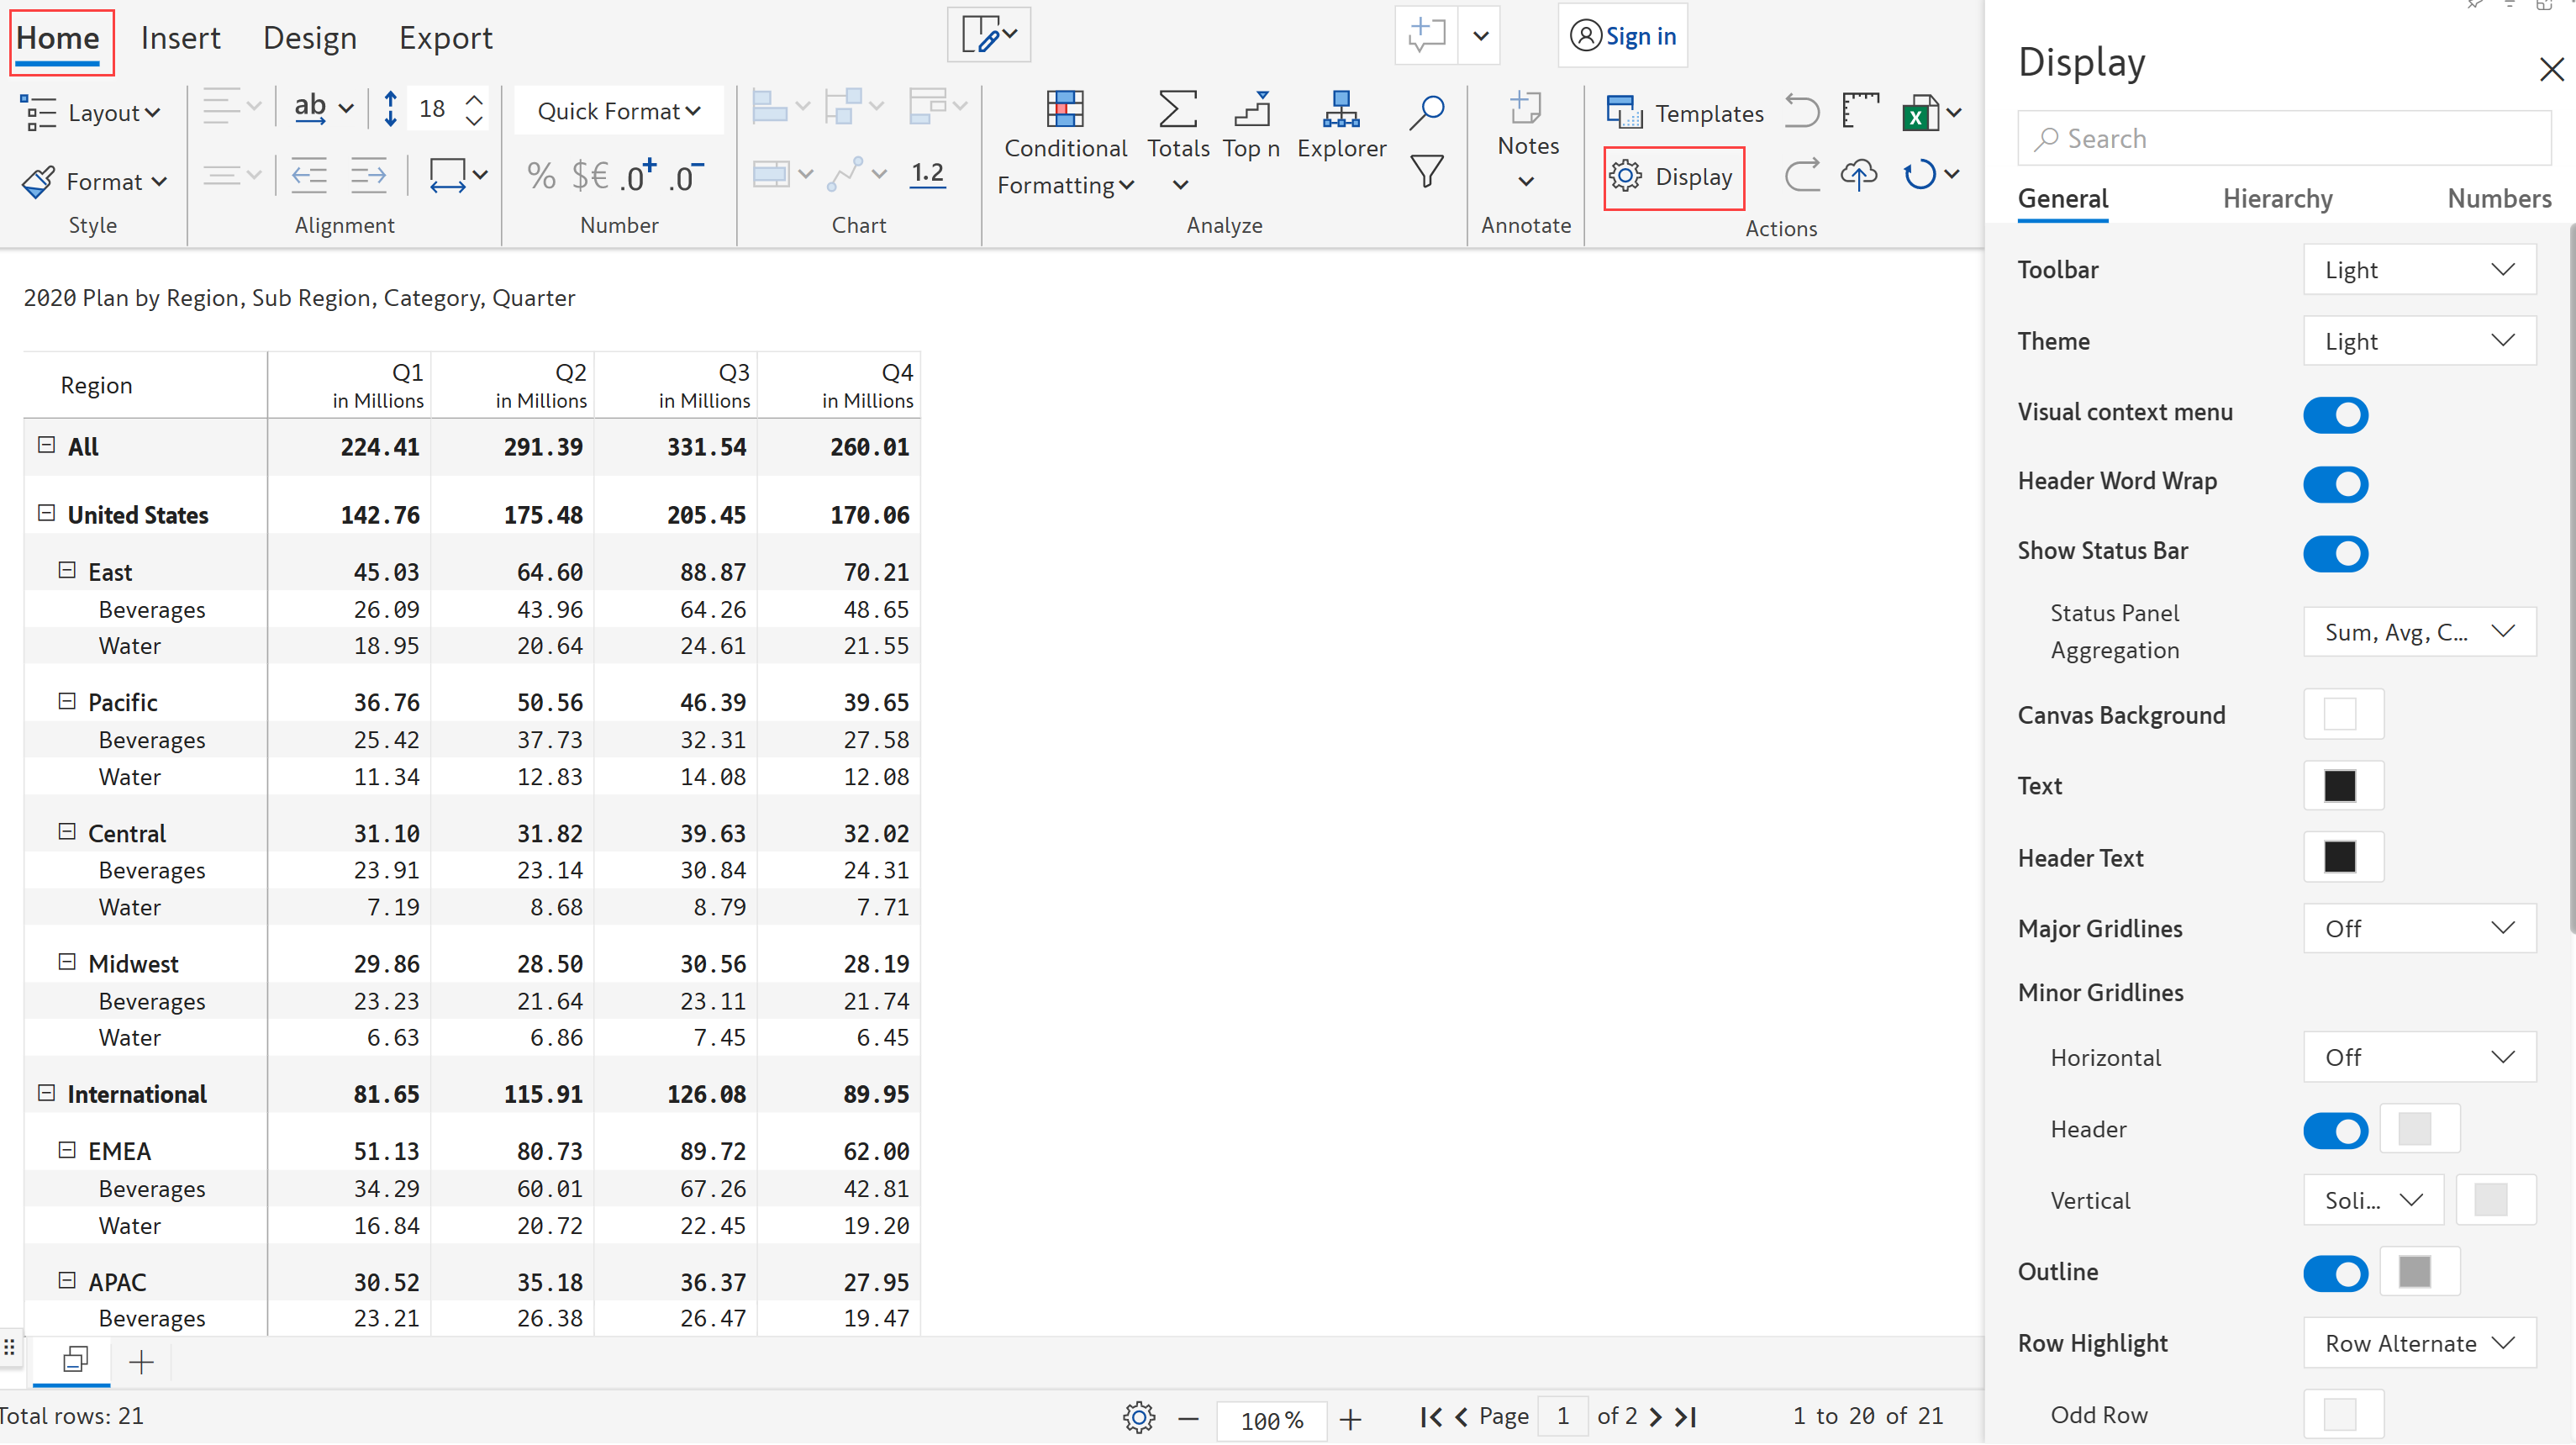 Home Insert Design Export
Sign in
Layout
ab
18
Quick Format
Conditional Formatting
Totals
Top n
Explorer
Notes
Templates
X
Format
% $€ .0+ .0-
1.2
Display
Style
Alignment
Number
Chart
Analyze
Annotate
Actions
2020 Plan by Region, Sub Region, Category, Quarter
Region Q1 in Millions Q2 in Millions Q3 in Millions Q4 in Millions
All 224.41 291.39 331.54 260.01
United States 142.76 175.48 205.45 170.06
East 45.03 64.60 88.87 70.21
Beverages 26.09 43.96 64.26 48.65
Water 18.95 20.64 24.61 21.55
Pacific 36.76 50.56 46.39 39.65
Beverages 25.42 37.73 32.31 27.58
Water 11.34 12.83 14.08 12.08
Central 31.10 31.82 39.63 32.02
Beverages 23.91 23.14 30.84 24.31
Water 7.19 8.68 8.79 7.71
Midwest 29.86 28.50 30.56 28.19
Beverages 23.23 21.64 23.11 21.74
Water 6.63 6.86 7.45 6.45
International 81.65 115.91 126.08 89.95
EMEA 51.13 80.73 89.72 62.00
Beverages 34.29 60.01 67.26 42.81
Water 16.84 20.72 22.45 19.20
APAC 30.52 35.18 36.37 27.95
Beverages 23.21 26.38 26.47 19.47
Total rows: 21
100 %
Page 1 of 2
1 to 20 of 21
Display
Search
General Hierarchy Numbers
Toolbar Light
Theme Light
Visual context menu
Header Word Wrap
Show Status Bar
Status Panel
Aggregation
Sum, Avg, C...
Canvas Background
Text
Header Text
Major Gridlines Off
Minor Gridlines
Horizontal Off
Header
Vertical Soli...
Outline
Row Highlight Row Alternate
Odd Row